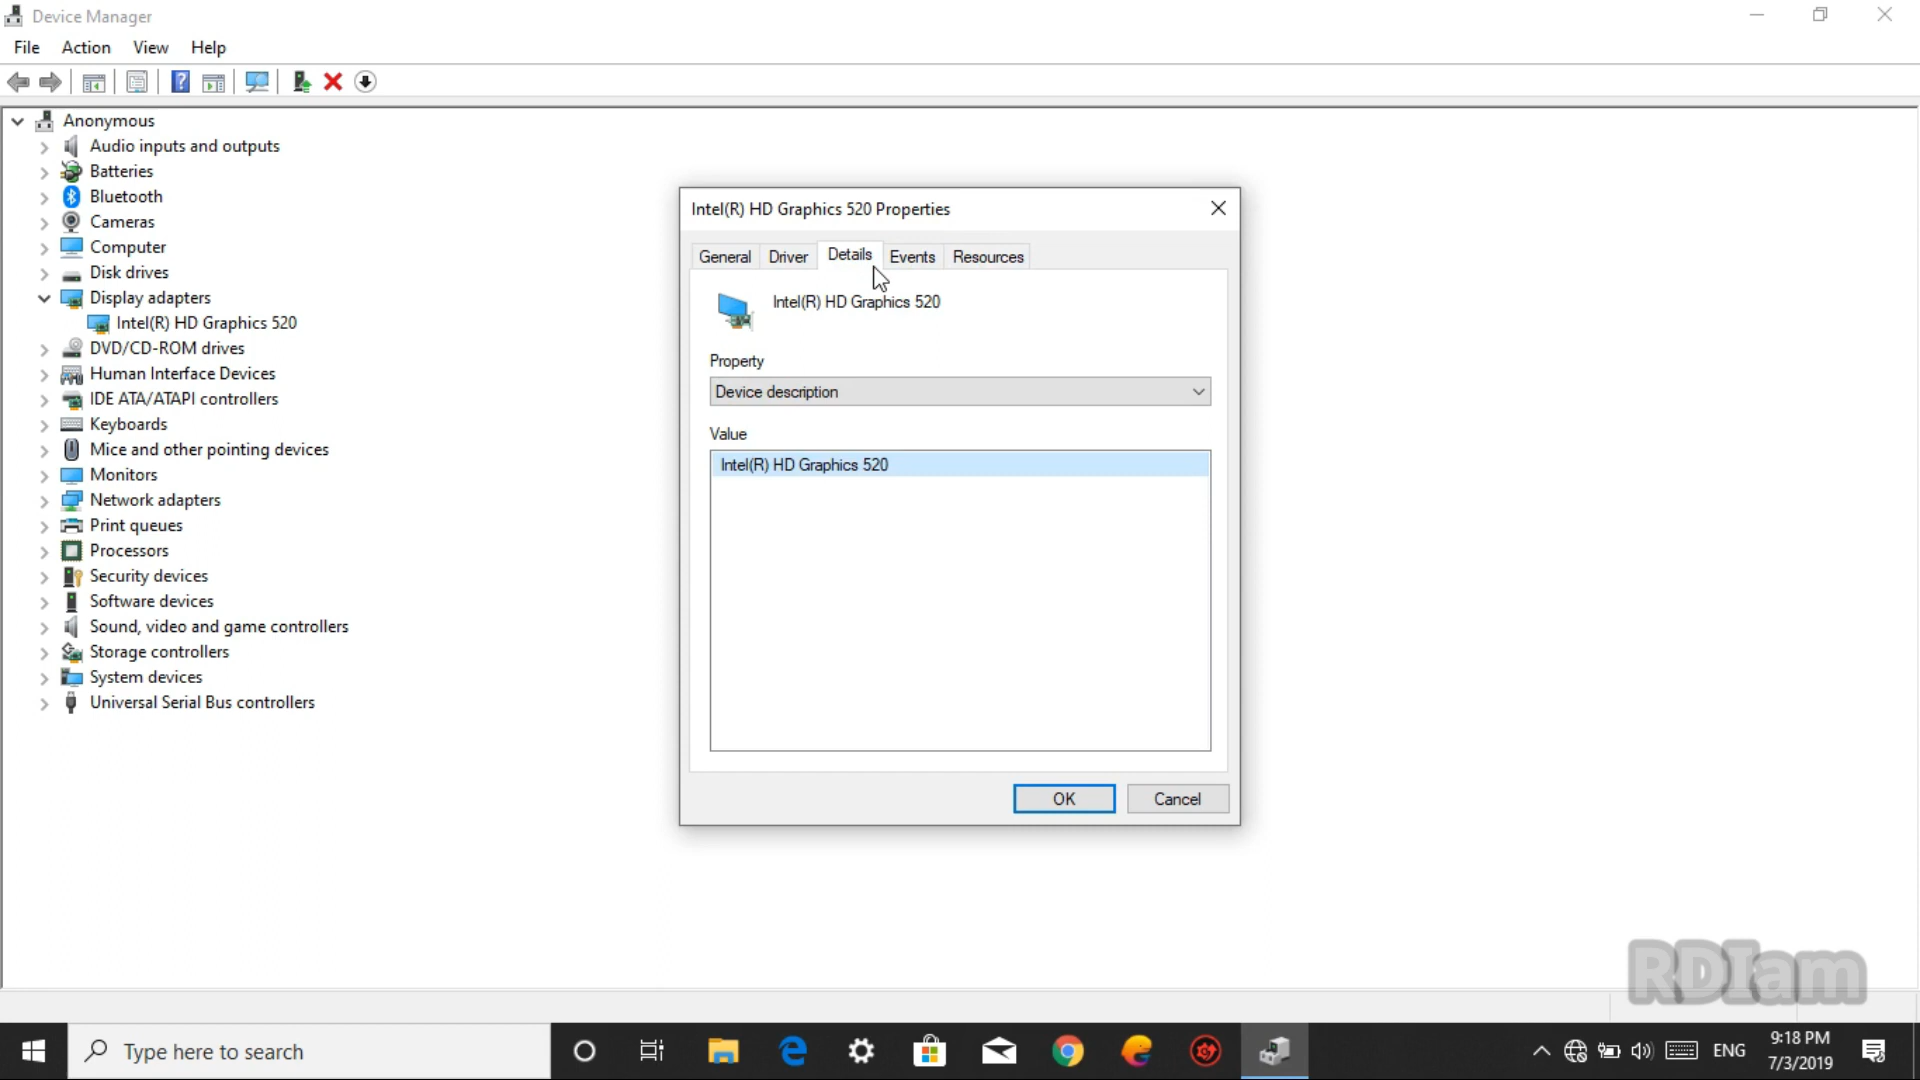 Device Manager
File Action View Help
Anonymous
Audio inputs and outputs
Batteries
Bluetooth
Cameras
Computer
Disk drives
Display adapters
Intel(R) HD Graphics 520
DVD/CD-ROM drives
Human Interface Devices
IDE ATA/ATAPI controllers
Keyboards
Mice and other pointing devices
Monitors
Network adapters
Print queues
Processors
Security devices
Software devices
Sound, video and game controllers
Storage controllers
System devices
Universal Serial Bus controllers
Intel(R) HD Graphics 520 Properties
General Driver Details Events Resources
Intel(R) HD Graphics 520
Property
Device description
Value
Intel(R) HD Graphics 520
OK Cancel
RDIam
Type here to search
ENG
9:18 PM
7/3/2019